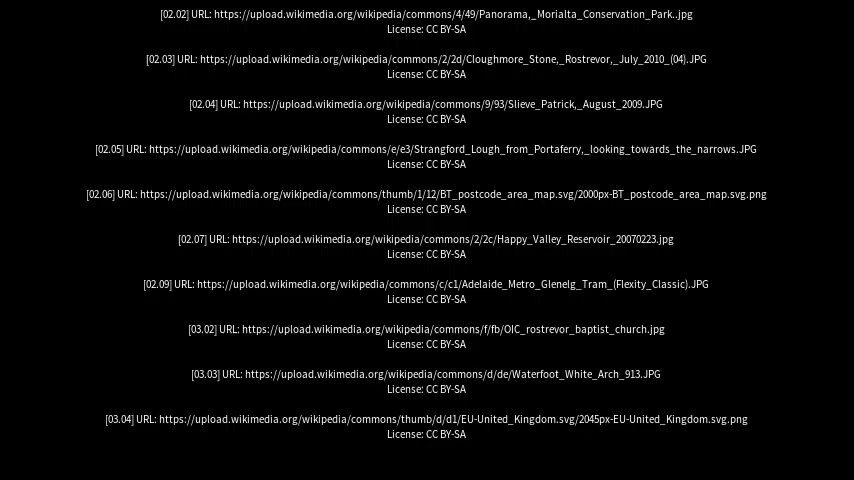 [02.02] URL: https://upload.wikimedia.org/wikipedia/commons/4/49/Panorama,_Morialta_Conservation_Park..jpg
License: CC BY-SA
[02.03] URL: https://upload.wikimedia.org/wikipedia/commons/2/2d/Cloughmore_Stone,_Rostrevor,_July_2010_(04).JPG
License: CC BY-SA
[02.04] URL: https://upload.wikimedia.org/wikipedia/commons/9/93/Slieve_Patrick,_August_2009.JPG
License: CC BY-SA
[02.05] URL: https://upload.wikimedia.org/wikipedia/commons/e/e3/Strangford_Lough_from_Portaferry,_looking_towards_the_narrows.JPG
License: CC BY-SA
[02.06] URL: https://upload.wikimedia.org/wikipedia/commons/thumb/1/12/BT_postcode_area_map.svg/2000px-BT_postcode_area_map.svg.png
License: CC BY-SA
[02.07] URL: https://upload.wikimedia.org/wikipedia/commons/2/2c/Happy_Valley_Reservoir_20070223.jpg
License: CC BY-SA
[02.09] URL: https://upload.wikimedia.org/wikipedia/commons/c/c1/Adelaide_Metro_Glenelg_Tram_(Flexity_Classic).JPG
License: CC BY-SA
[03.02] URL: https://upload.wikimedia.org/wikipedia/commons/f/fb/OIC_rostrevor_baptist_church.jpg
License: CC BY-SA
[03.03] URL: https://upload.wikimedia.org/wikipedia/commons/d/de/Waterfoot_White_Arch_913.JPG
License: CC BY-SA
[03.04] URL: https://upload.wikimedia.org/wikipedia/commons/thumb/d/d1/EU-United_Kingdom.svg/2045px-EU-United_Kingdom.svg.png
License: CC BY-SA